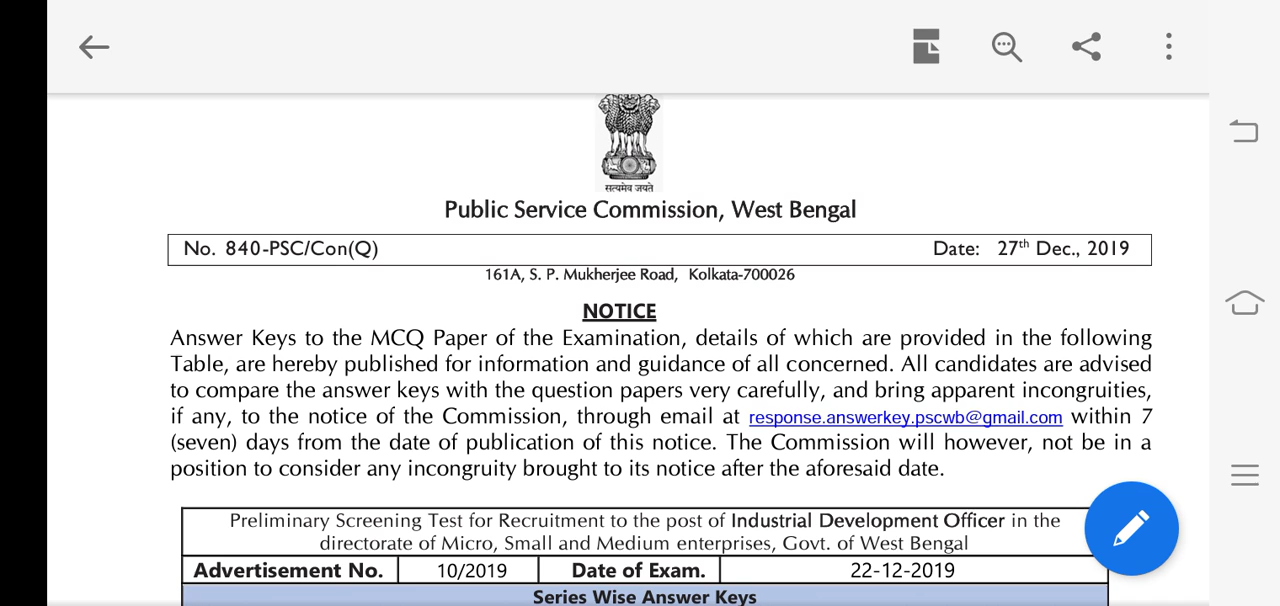 सत्यमेव जयते
Public Service Commission, West Bengal
No. 840-PSC/Con(Q) Date: 27th Dec., 2019
161A, S. P. Mukherjee Road, Kolkata-700026
NOTICE
Answer Keys to the MCQ Paper of the Examination, details of which are provided in the following
Table, are hereby published for information and guidance of all concerned. All candidates are advised
to compare the answer keys with the question papers very carefully, and bring apparent incongruities,
if any, to the notice of the Commission, through email at response.answerkey.pscwb@gmail.com within 7
(seven) days from the date of publication of this notice. The Commission will however, not be in a
position to consider any incongruity brought to its notice after the aforesaid date.
Preliminary Screening Test for Recruitment to the post of Industrial Development Officer in the
directorate of Micro, Small and Medium enterprises, Govt. of West Bengal
Advertisement No. 10/2019 Date of Exam. 22-12-2019
Series Wise Answer Keys